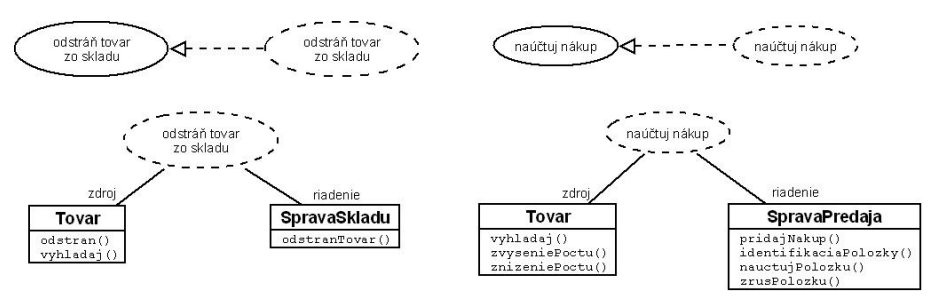 odstráň tovar
zo skladu
odstráň tovar
zo skladu
odstráň tovar
zo skladu
zdroj
riadenie
Tovar
odstran()
vyhladaj()
SpravaSkladu
odstranTovar()
naúčtuj nákup
naúčtuj nákup
naúčtuj nákup
zdroj
riadenie
Tovar
vyhladaj()
zvyseniePoctu()
znizeniePoctu()
SpravaPredaja
pridajNakup()
identifikaciaPolozky()
nauctujPolozku()
zrusPolozku()